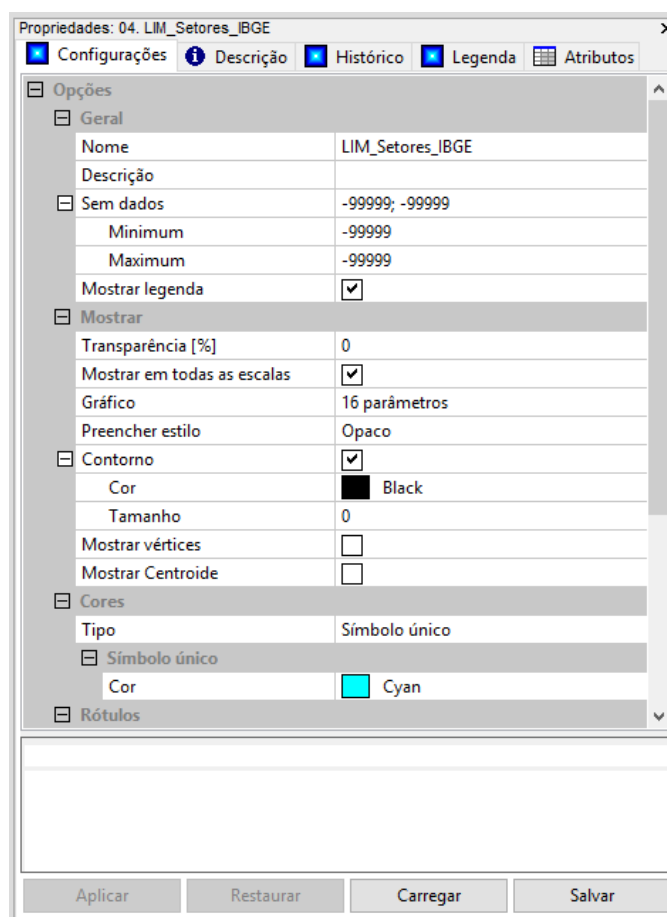 Propriedades: 04. LIM_Setores_IBGE
Configurações Descrição Histórico Legenda Atributos
Opções
Geral
Nome LIM_Setores_IBGE
Descrição
Sem dados -99999; -99999
Minimum -99999
Maximum -99999
Mostrar legenda
Mostrar
Transparência [%] 0
Mostrar em todas as escalas
Gráfico 16 parâmetros
Preencher estilo Opaco
Contorno
Cor Black
Tamanho 0
Mostrar vértices
Mostrar Centroide
Cores
Tipo Símbolo único
Símbolo único
Cor Cyan
Rótulos
Aplicar Restaurar Carregar Salvar